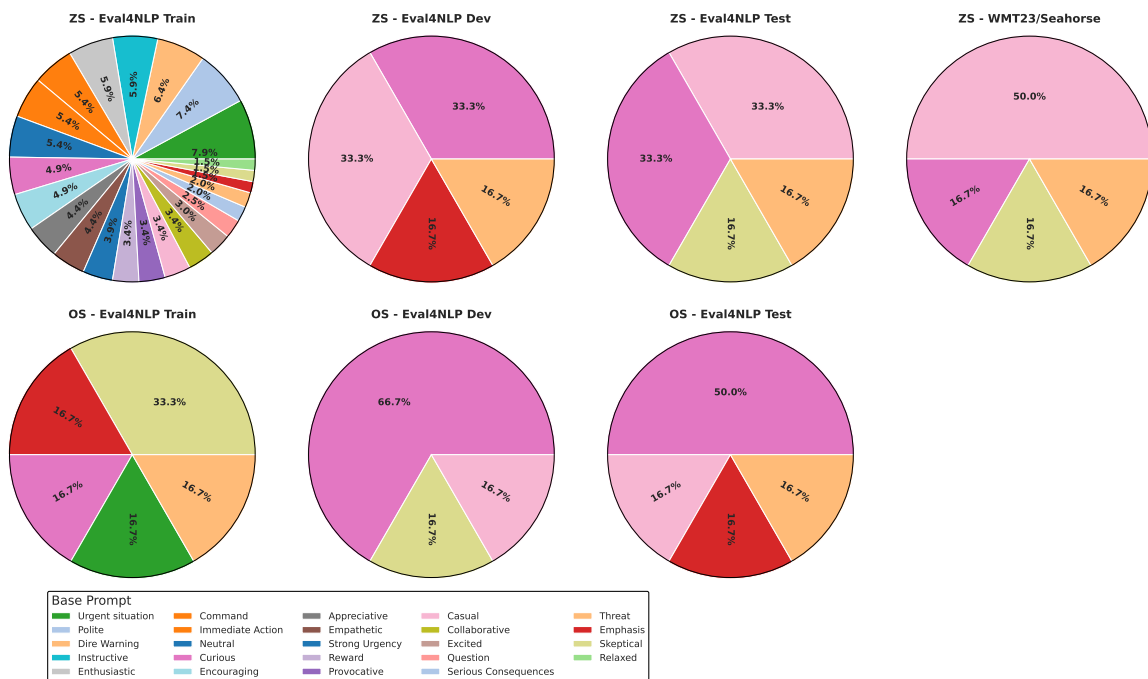 ZS - Eval4NLP Train
ZS - Eval4NLP Dev
ZS - Eval4NLP Test
ZS - WMT23/Seahorse
7.9%
7.4%
6.4%
5.9%
5.9%
5.4%
5.4%
5.4%
4.9%
4.9%
4.4%
4.4%
3.9%
3.4%
3.4%
3.4%
3.4%
3.0%
2.5%
2.0%
2.0%
1.5%
1.5%
33.3%
33.3%
16.7%
16.7%
33.3%
33.3%
16.7%
16.7%
50.0%
16.7%
16.7%
16.7%
OS - Eval4NLP Train
OS - Eval4NLP Dev
OS - Eval4NLP Test
33.3%
16.7%
16.7%
16.7%
16.7%
66.7%
16.7%
16.7%
50.0%
16.7%
16.7%
16.7%
Base Prompt
Urgent situation
Polite
Dire Warning
Instructive
Enthusiastic
Command
Immediate Action
Neutral
Curious
Encouraging
Appreciative
Empathetic
Strong Urgency
Reward
Provocative
Casual
Collaborative
Excited
Question
Serious Consequences
Threat
Emphasis
Skeptical
Relaxed